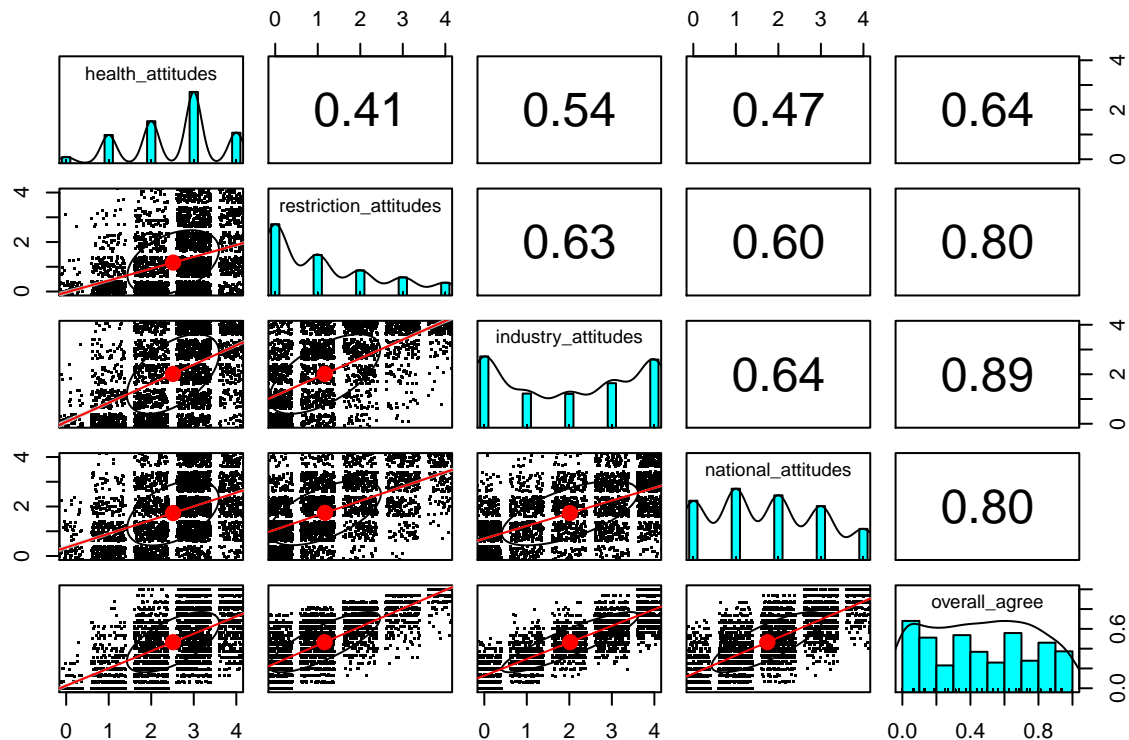 0 1 2 3 4
0 1 2 3 4
health_attitudes
0.41
0.54
0.47
0.64
0 2 4
0 2 4
restriction_attitudes
0.63
0.60
0.80
industry_attitudes
0.64
0.89
0 2 4
0 2 4
national_attitudes
0.80
overall_agree
0.0 0.6
0 1 2 3 4
0 1 2 3 4
0.0 0.4 0.8